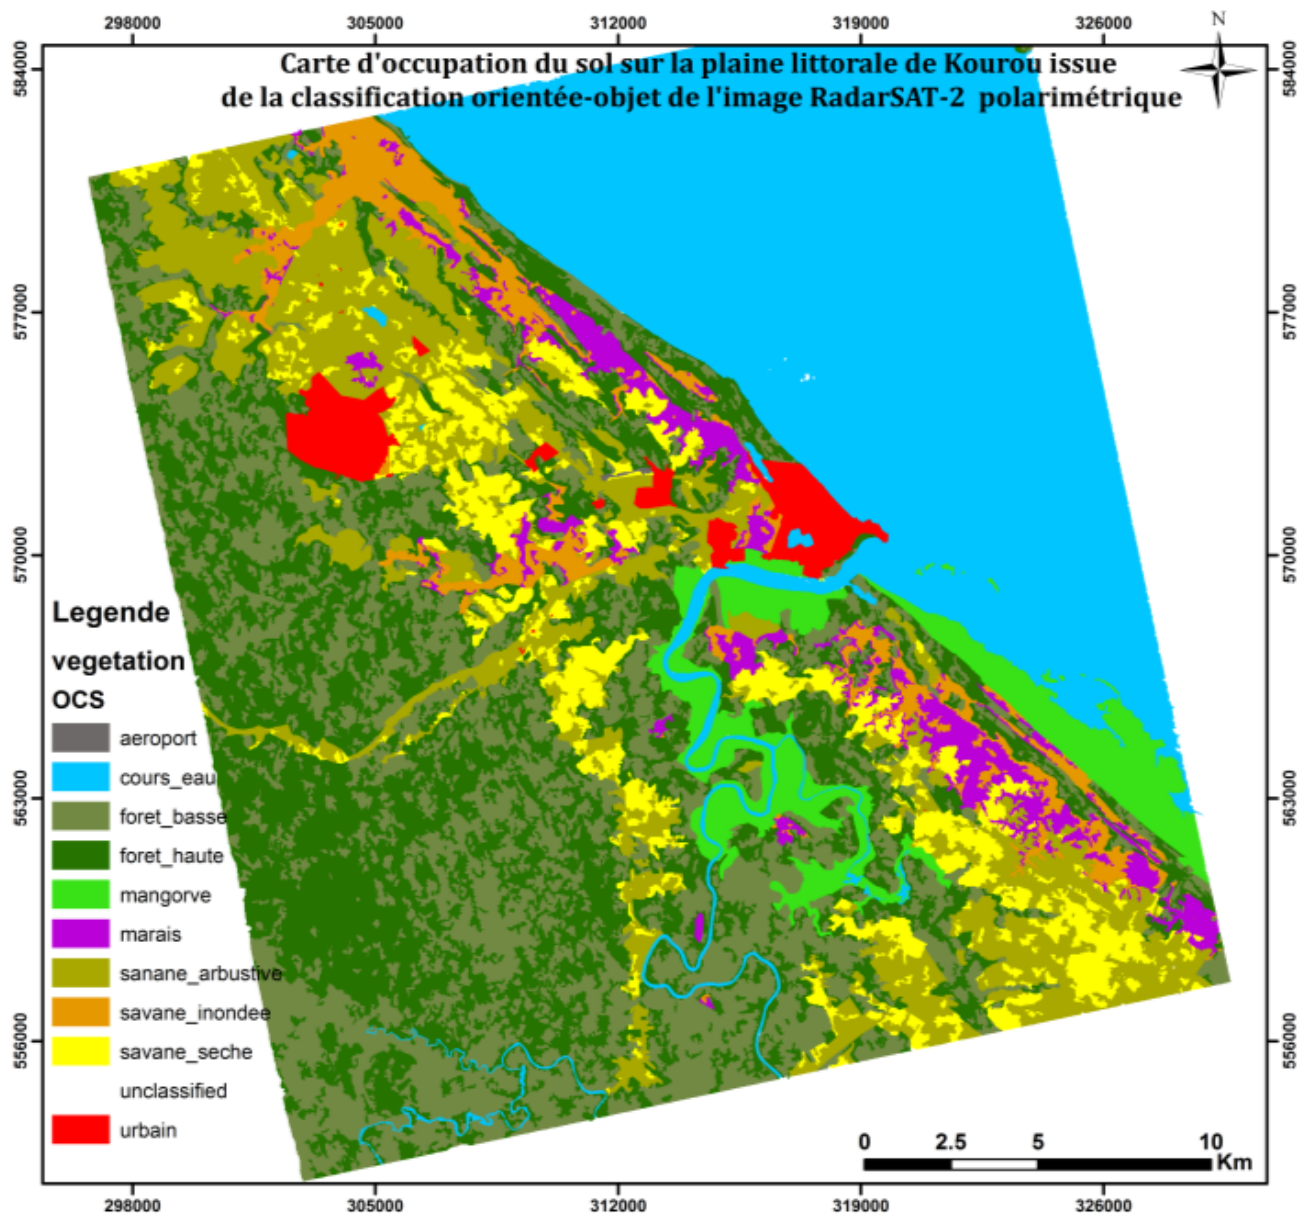 298000 305000 312000 319000 326000
N
584000
584000
Carte d'occupation du sol sur la plaine littorale de Kourou issue
de la classification orientée-objet de l'image RadarSAT-2 polarimétrique
577000
577000
570000
570000
Legende
vegetation
OCS
aeroport
cours_eau
563000
563000
foret_basse
foret_haute
mangorve
marais
sanane_arbustive
savane_inondee
556000
556000
savane_seche
unclassified
urbain
0 2.5 5 10
Km
298000 305000 312000 319000 326000